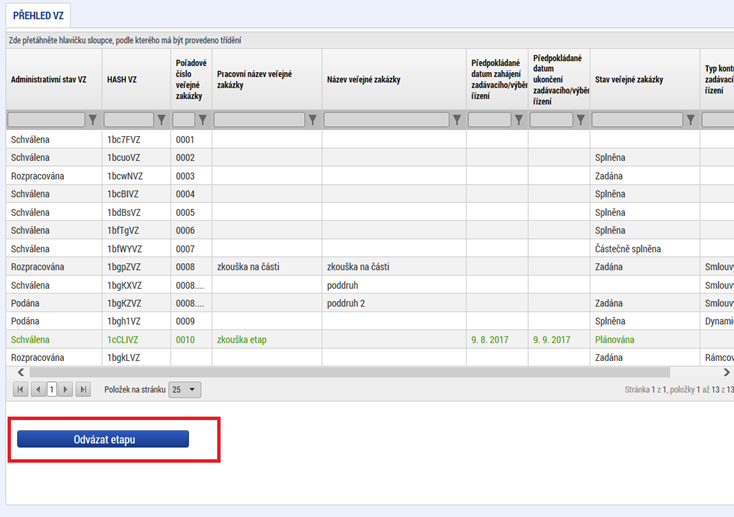 PŘEHLED VZ
Zde přetáhněte hlavičku sloupce, podle kterého má být provedeno třídění
Administrativní stav VZ HASH VZ Pořadové číslo veřejné zakázky Pracovní název veřejné zakázky Název veřejné zakázky Předpokládané datum zahájení zadávacího/výběr řízení Předpokládané datum ukončení zadávacího/výběr řízení Stav veřejné zakázky Typ kont zadávací řízení
Schválena 1bc7FVZ 0001
Schválena 1bcuoVZ 0002 Splněna
Rozpracována 1bcwNVZ 0003 Zadána
Schválena 1bcBIVZ 0004 Splněna
Schválena 1bdBsVZ 0005 Splněna
Schválena 1bfTgVZ 0006 Splněna
Schválena 1bfWYVZ 0007 Částečně splněna
Rozpracována 1bgpZVZ 0008 zkouška na části zkouška na části Zadána Smlouvy
Schválena 1bgKXVZ 0008.... poddruh Smlouvy
Podána 1bgKZVZ 0008.... poddruh 2 Zadána Smlouvy
Podána 1bgh1VZ 0009 Splněna Dynami
Schválena 1cCLIVZ 0010 zkouška etap 9. 8. 2017 9. 9. 2017 Plánována
Rozpracována 1bgkLVZ Zadána Rámcov
1 Položek na stránku 25 Stránka 1 z 1, položky 1 až 13 z 13
Odvázat etapu